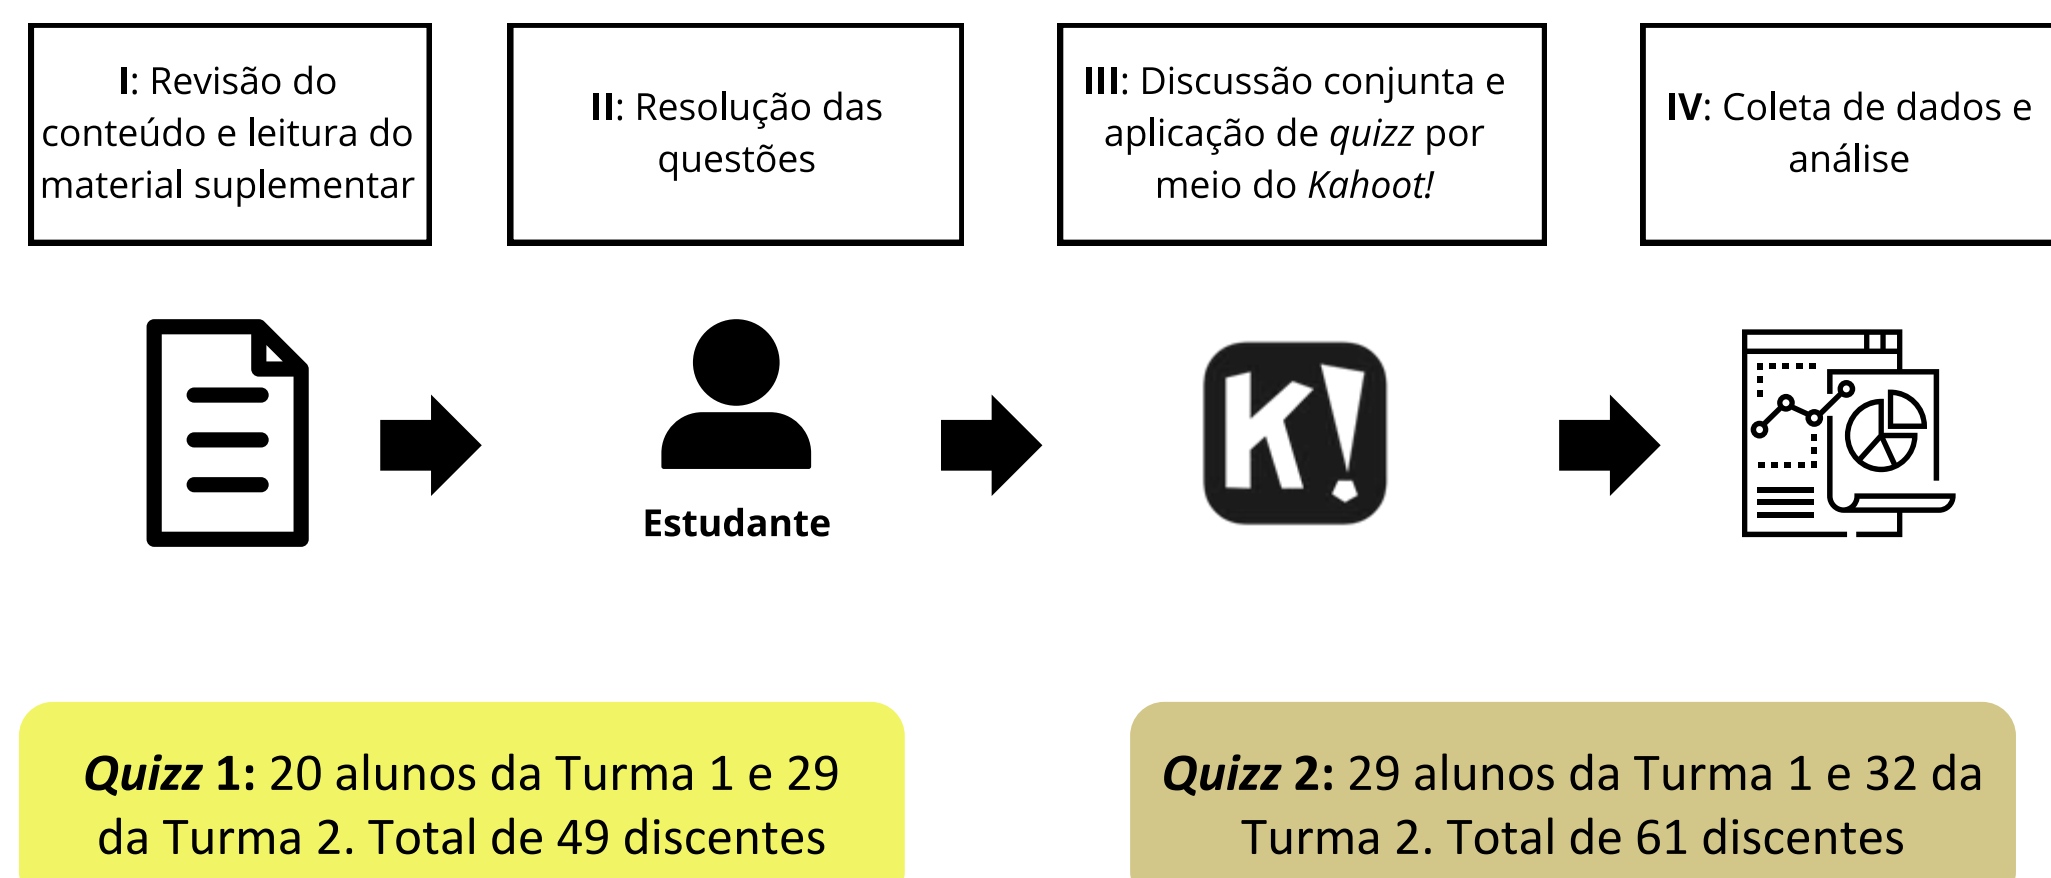 I: Revisão do
conteúdo e leitura do
material suplementar
II: Resolução das
questões
III: Discussão conjunta e
aplicação de quizz por
meio do Kahoot!
IV: Coleta de dados e
análise
K!
Estudante
Quizz 1: 20 alunos da Turma 1 e 29
da Turma 2. Total de 49 discentes
Quizz 2: 29 alunos da Turma 1 e 32 da
Turma 2. Total de 61 discentes